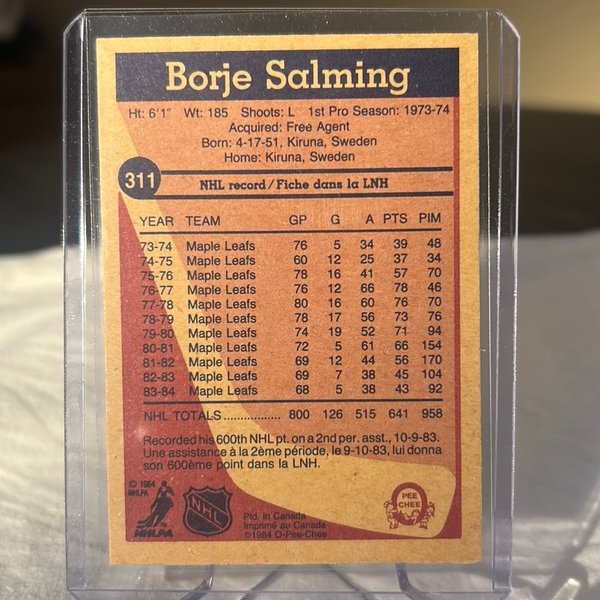 Borje Salming
Ht: 6'1" Wt: 185 Shoots: L 1st Pro Season: 1973-74
Acquired: Free Agent
Born: 4-17-51, Kiruna, Sweden
Home: Kiruna, Sweden
311 NHL record/Fiche dans la LNH
YEAR TEAM GP G A PTS PIM
73-74 Maple Leafs 76 5 34 39 48
74-75 Maple Leafs 60 12 25 37 34
75-76 Maple Leafs 78 16 41 57 70
76-77 Maple Leafs 76 12 66 78 46
77-78 Maple Leafs 80 16 60 76 70
78-79 Maple Leafs 78 17 56 73 76
79-80 Maple Leafs 74 19 52 71 94
80-81 Maple Leafs 72 5 61 66 154
81-82 Maple Leafs 69 12 44 56 170
82-83 Maple Leafs 69 7 38 45 104
83-84 Maple Leafs 68 5 38 43 92
NHL TOTALS ................ 800 126 515 641 958
Recorded his 600th NHL pt. on a 2nd per. asst., 10-9-83.
Une assistance à la 2ème période, le 9-10-83, lui donna
son 600ème point dans la LNH.
© 1984
NHLPA
NHLPA
NHL
Ptd. in Canada
Imprimé au Canada
©1984 O-Pee-Chee
PEE
CHEE